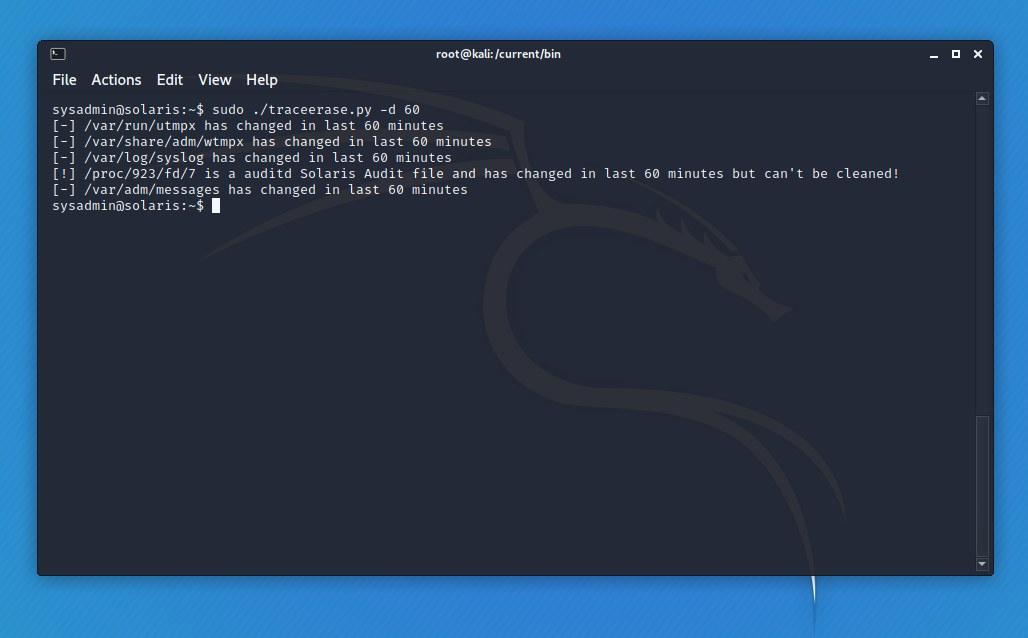 root@kali: /current/bin
File Actions Edit View Help
sysadmin@solaris:~$ sudo ./traceerase.py -d 60
[-] /var/run/utmpx has changed in last 60 minutes
[-] /var/share/adm/wtmpx has changed in last 60 minutes
[-] /var/log/syslog has changed in last 60 minutes
[!] /proc/923/fd/7 is a auditd Solaris Audit file and has changed in last 60 minutes but can't be cleaned!
[-] /var/adm/messages has changed in last 60 minutes
sysadmin@solaris:~$